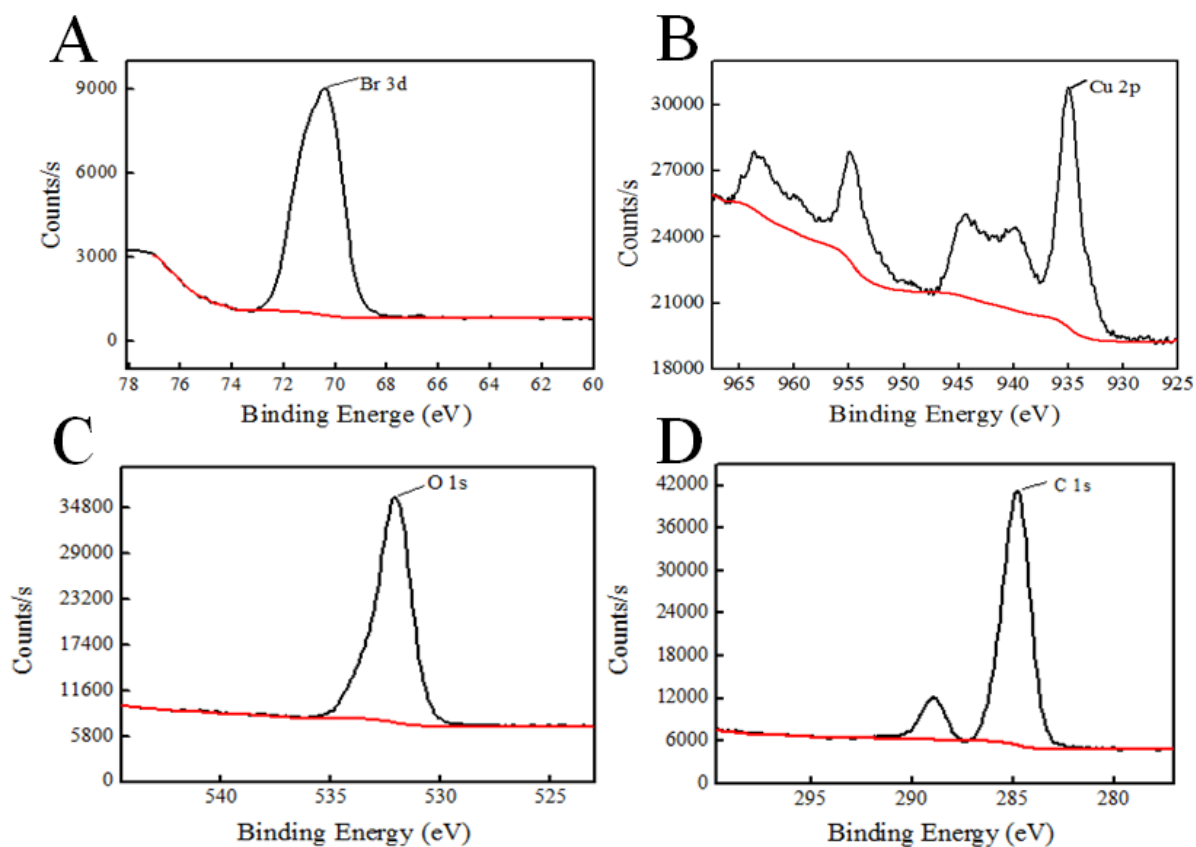 A
Counts/s
9000
6000
3000
0
Br 3d
78 76 74 72 70 68 66 64 62 60
Binding Energe (eV)
B
Counts/s
30000
27000
24000
21000
18000
Cu 2p
965 960 955 950 945 940 935 930 925
Binding Energy (eV)
C
Counts/s
34800
29000
23200
17400
11600
5800
0
O 1s
540 535 530 525
Binding Energy (eV)
D
Counts/s
42000
36000
30000
24000
18000
12000
6000
0
C 1s
295 290 285 280
Binding Energy (eV)